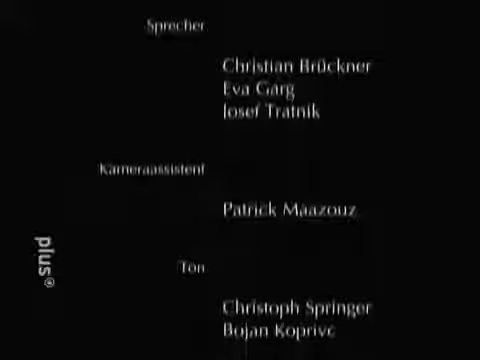 Sprecher
Christian Brückner
Eva Garg
Josef Tratnik
Kameraassistent
Patrick Maazouz
Ton
Christoph Springer
Bojan Koprivc
plus